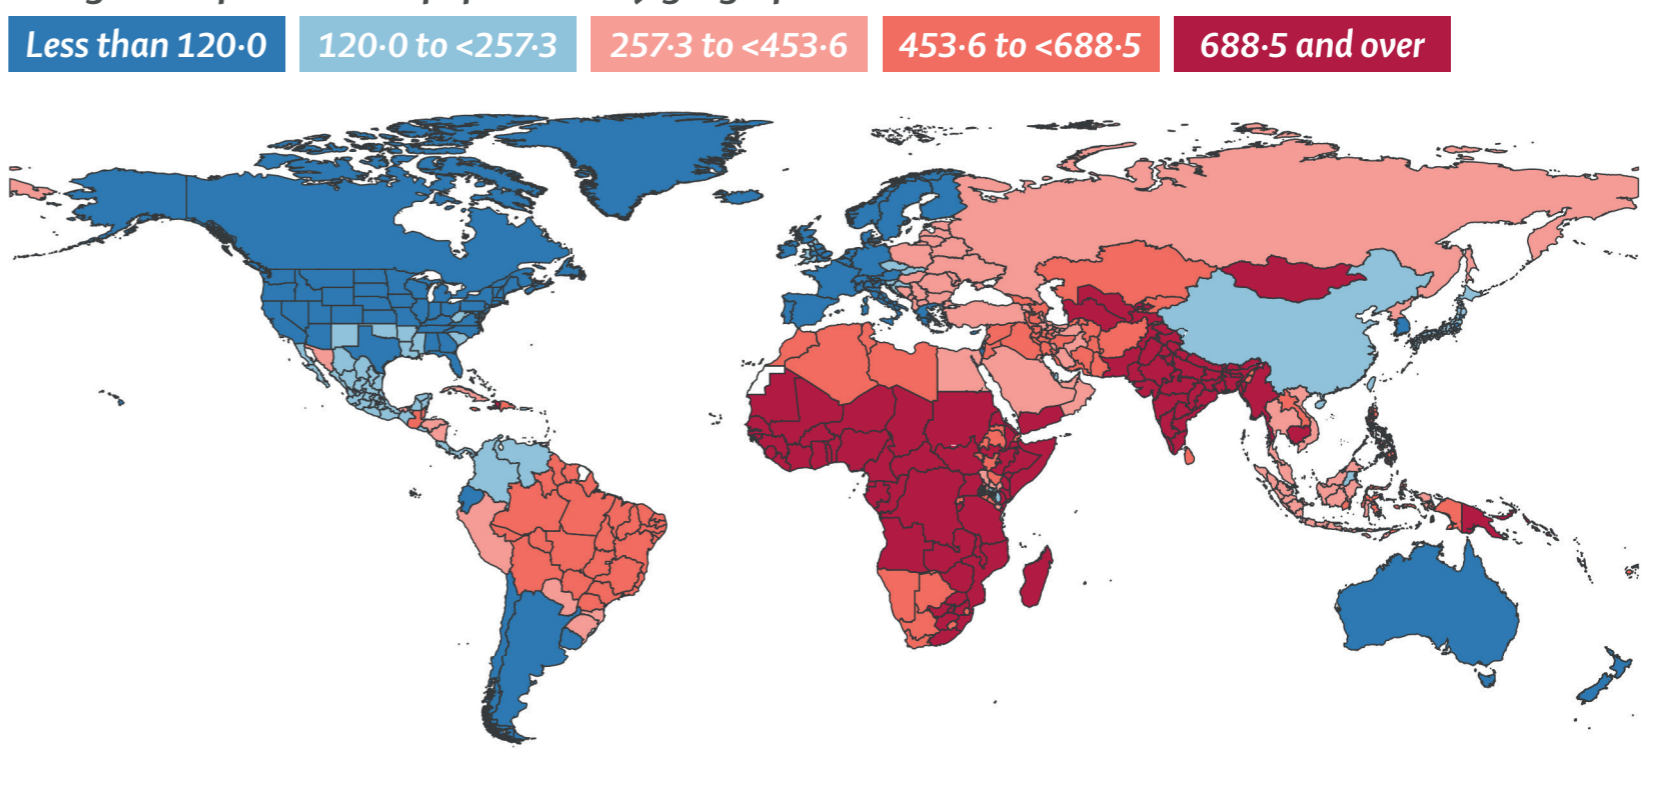 Less than 120·0
120·0 to <257·3
257·3 to <453·6
453·6 to <688·5
688·5 and over